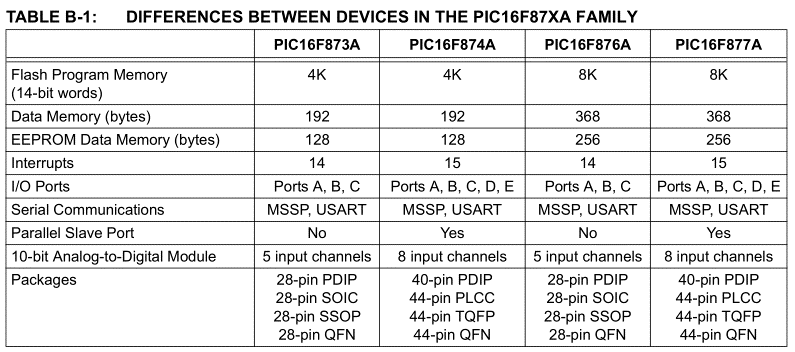 TABLE B-1: DIFFERENCES BETWEEN DEVICES IN THE PIC16F87XA FAMILY
PIC16F873A PIC16F874A PIC16F876A PIC16F877A
Flash Program Memory (14-bit words) 4K 4K 8K 8K
Data Memory (bytes) 192 192 368 368
EEPROM Data Memory (bytes) 128 128 256 256
Interrupts 14 15 14 15
I/O Ports Ports A, B, C Ports A, B, C, D, E Ports A, B, C Ports A, B, C, D, E
Serial Communications MSSP, USART MSSP, USART MSSP, USART MSSP, USART
Parallel Slave Port No Yes No Yes
10-bit Analog-to-Digital Module 5 input channels 8 input channels 5 input channels 8 input channels
Packages 28-pin PDIP 40-pin PDIP 28-pin PDIP 40-pin PDIP
28-pin SOIC 44-pin PLCC 28-pin SOIC 44-pin PLCC
28-pin SSOP 44-pin TQFP 28-pin SSOP 44-pin TQFP
28-pin QFN 44-pin QFN 28-pin QFN 44-pin QFN